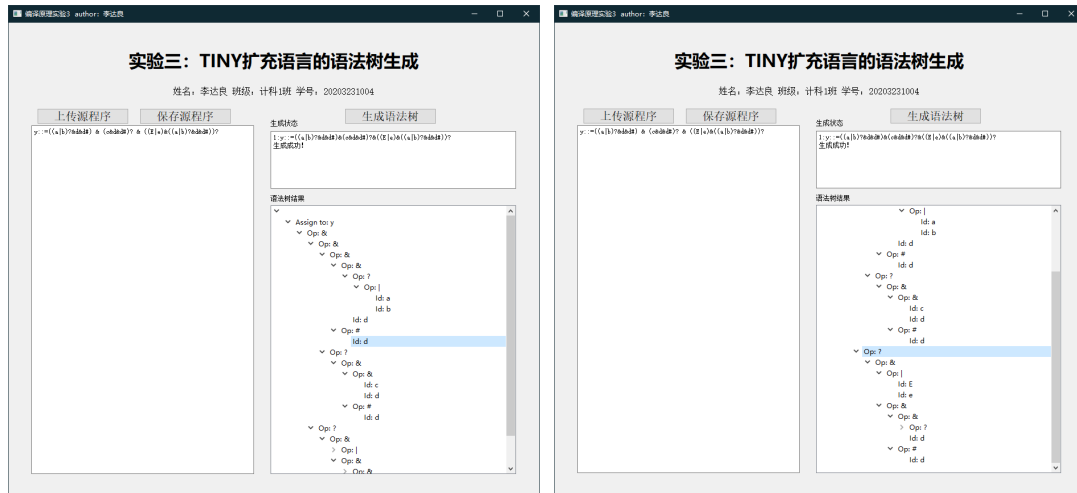 编译原理实验3 author: 李达良
实验三：TINY扩充语言的语法树生成
姓名：李达良 班级：计科1班 学号：20203231004
上传源程序
保存源程序
生成语法树
生成状态
y::=((a|b)?&d&d#) & (c&d&d#)? & ((E|e)&((a|b)?&d&d#))?
1:y::=((a|b)?&d&d#)&(c&d&d#)?&((E|e)&((a|b)?&d&d#))?
生成成功!
语法树结果
Assign to: y
Op: &
Op: &
Op: &
Op: &
Op: ?
Op: |
Id: a
Id: b
Id: d
Op: #
Id: d
Op: ?
Op: &
Op: &
Id: c
Id: d
Op: #
Id: d
Op: ?
Op: &
Op: |
Op: &
Op: &
编译原理实验3 author: 李达良
实验三：TINY扩充语言的语法树生成
姓名：李达良 班级：计科1班 学号：20203231004
上传源程序
保存源程序
生成语法树
生成状态
y::=((a|b)?&d&d#) & (c&d&d#)? & ((E|e)&((a|b)?&d&d#))?
1:y::=((a|b)?&d&d#)&(c&d&d#)?&((E|e)&((a|b)?&d&d#))?
生成成功!
语法树结果
Op: |
Id: a
Id: b
Id: d
Op: #
Id: d
Op: ?
Op: &
Op: &
Id: c
Id: d
Op: #
Id: d
Op: ?
Op: &
Op: |
Id: E
Id: e
Op: &
Op: &
Op: ?
Id: d
Op: #
Id: d